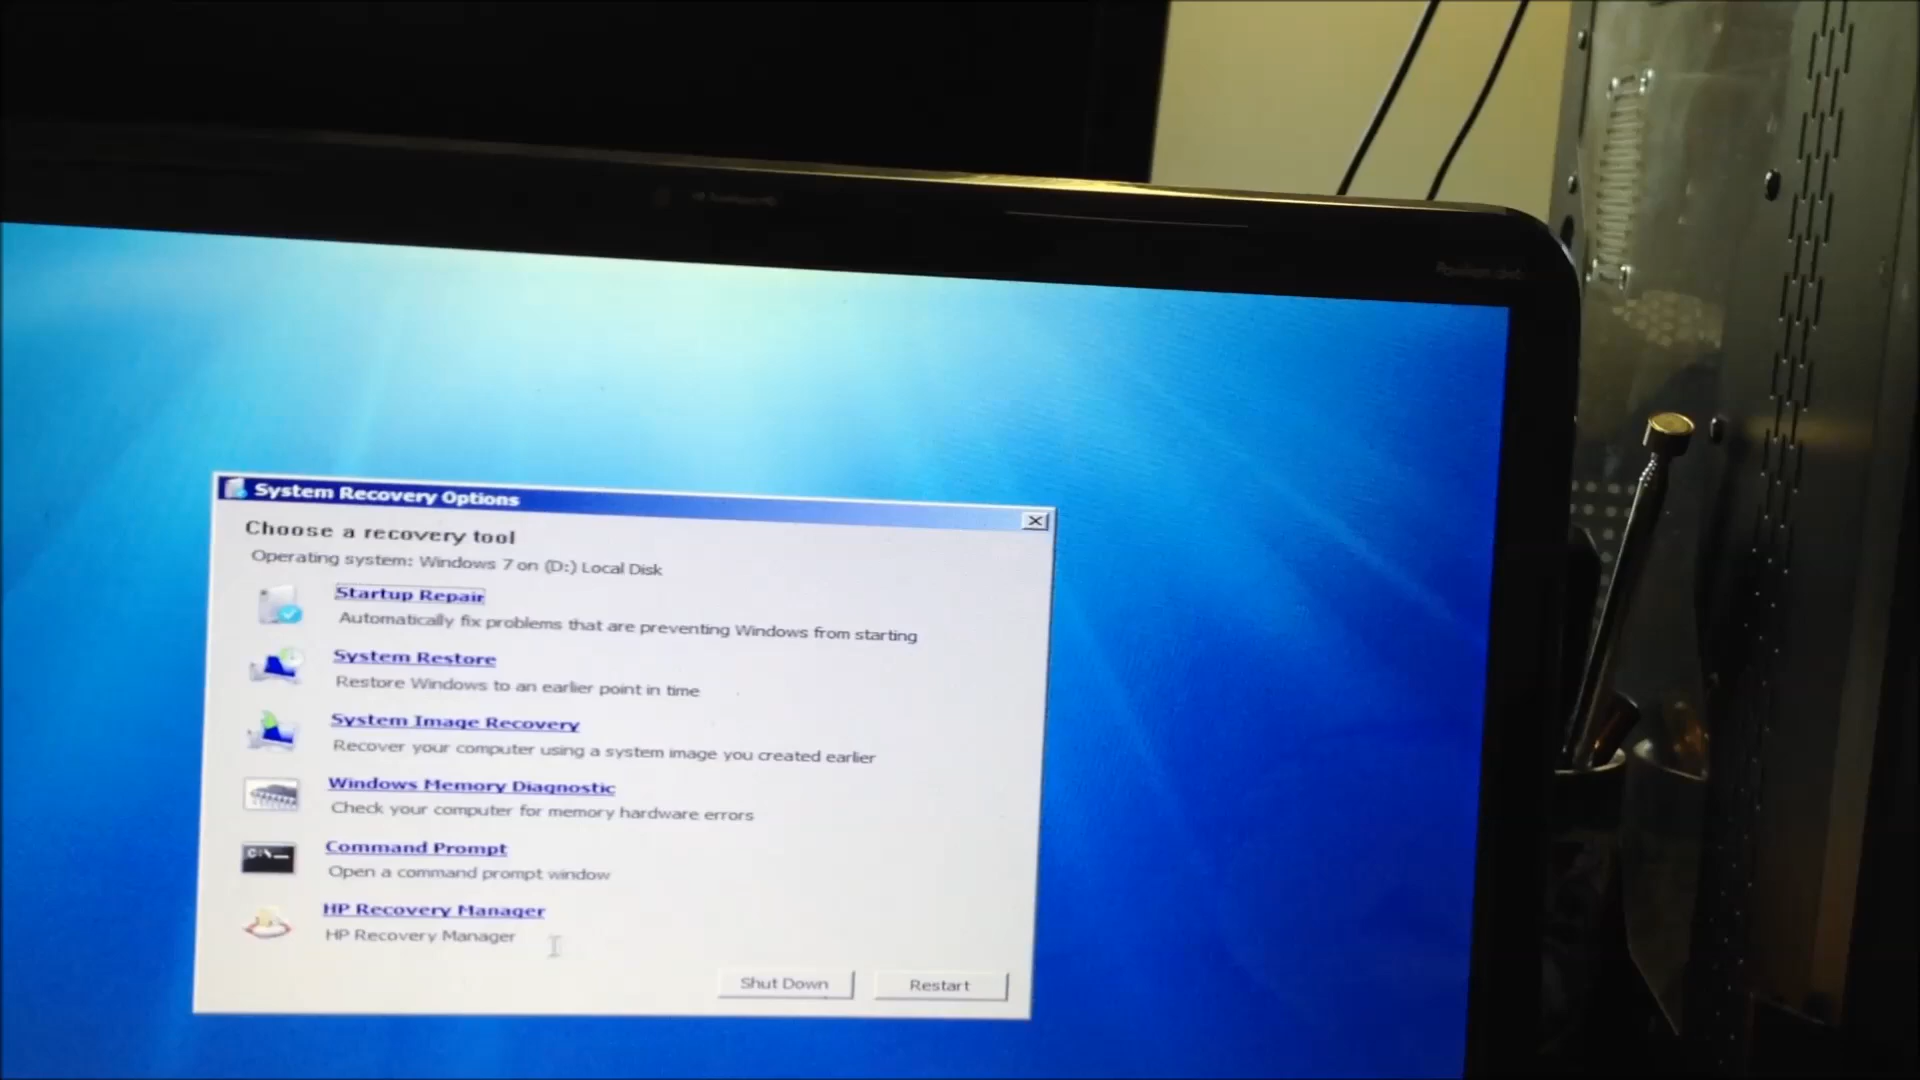 System Recovery Options
Choose a recovery tool
Operating system: Windows 7 on (D:) Local Disk
Startup Repair
Automatically fix problems that are preventing Windows from starting
System Restore
Restore Windows to an earlier point in time
System Image Recovery
Recover your computer using a system image you created earlier
Windows Memory Diagnostic
Check your computer for memory hardware errors
C:\
Command Prompt
Open a command prompt window
HP Recovery Manager
HP Recovery Manager
Shut Down
Restart